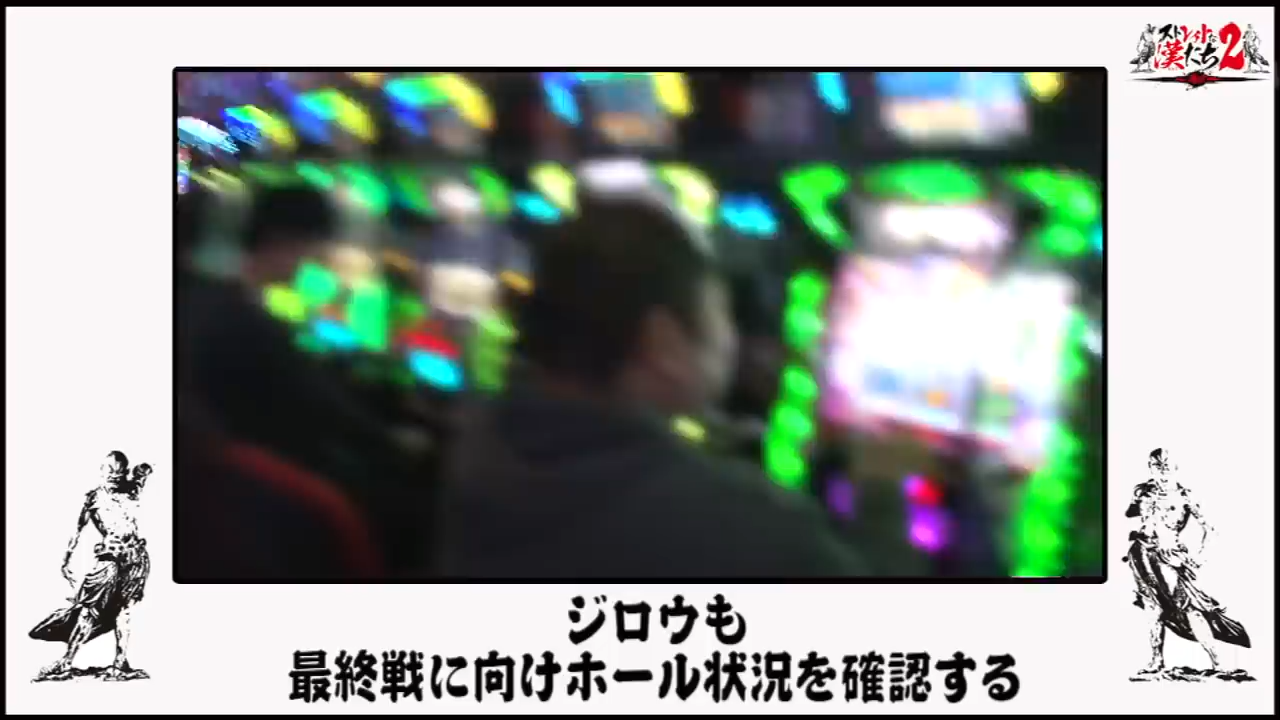 ストレートな
漢たち2
ジロウも
最終戦に向けホール状況を確認する